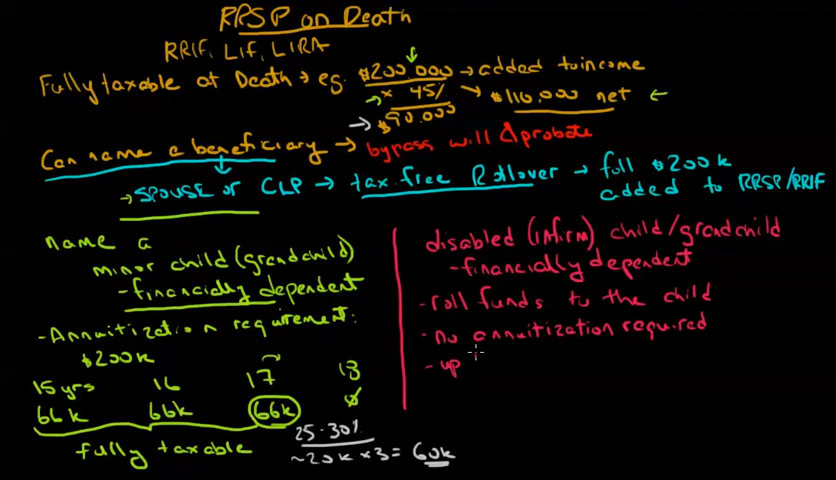 RRSP on Death
RRIF, LIF, LIRA
Fully taxable at Death → eg. $200.000 → added to income
x 45% → $110.000 net ←
→ $90.000
Can name a beneficiary → bypass will & probate
→ SPOUSE or CLP → tax.free Rollover → full $200k
added to RRSP/RRIF
name a
minor child (grandchild)
- financially dependent
- Annuitization requirement:
$200k
15 yrs 16 17 18
66k 66k 66k
fully taxable
25-30%
~20k x3 = 60k
disabled (infirm) child/grandchild
- financially dependent
- roll funds to the child
- no annuitization required
- up